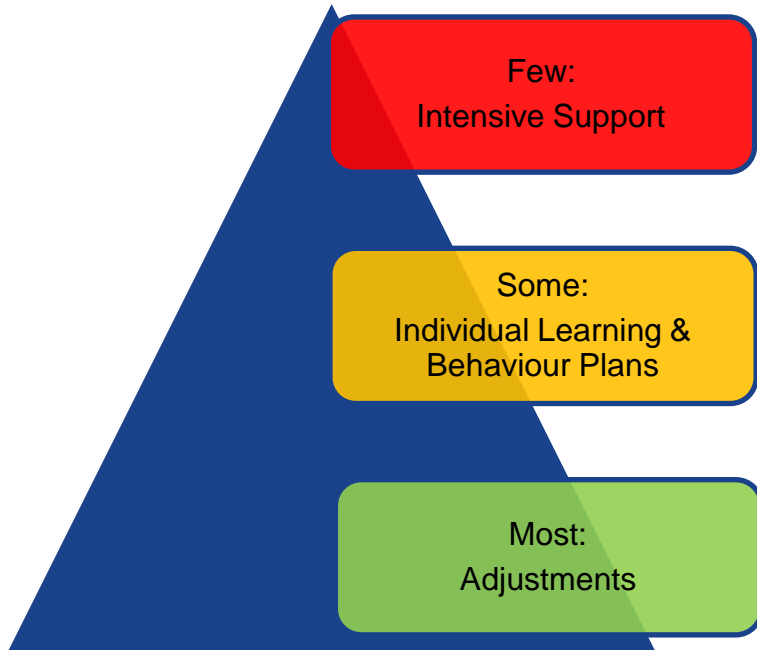 Few:
Intensive Support
Some:
Individual Learning &
Behaviour Plans
Most:
Adjustments